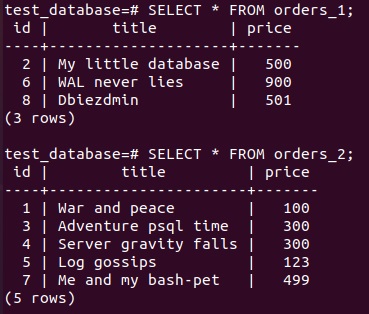 test_database=# SELECT * FROM orders_1;
 id |       title        | price
----+--------------------+-------
  2 | My little database |   500
  6 | WAL never lies     |   900
  8 | Dbiezdmin          |   501
(3 rows)

test_database=# SELECT * FROM orders_2;
 id |        title         | price
----+----------------------+-------
  1 | War and peace        |   100
  3 | Adventure psql time  |   300
  4 | Server gravity falls |   300
  5 | Log gossips          |   123
  7 | Me and my bash-pet   |   499
(5 rows)